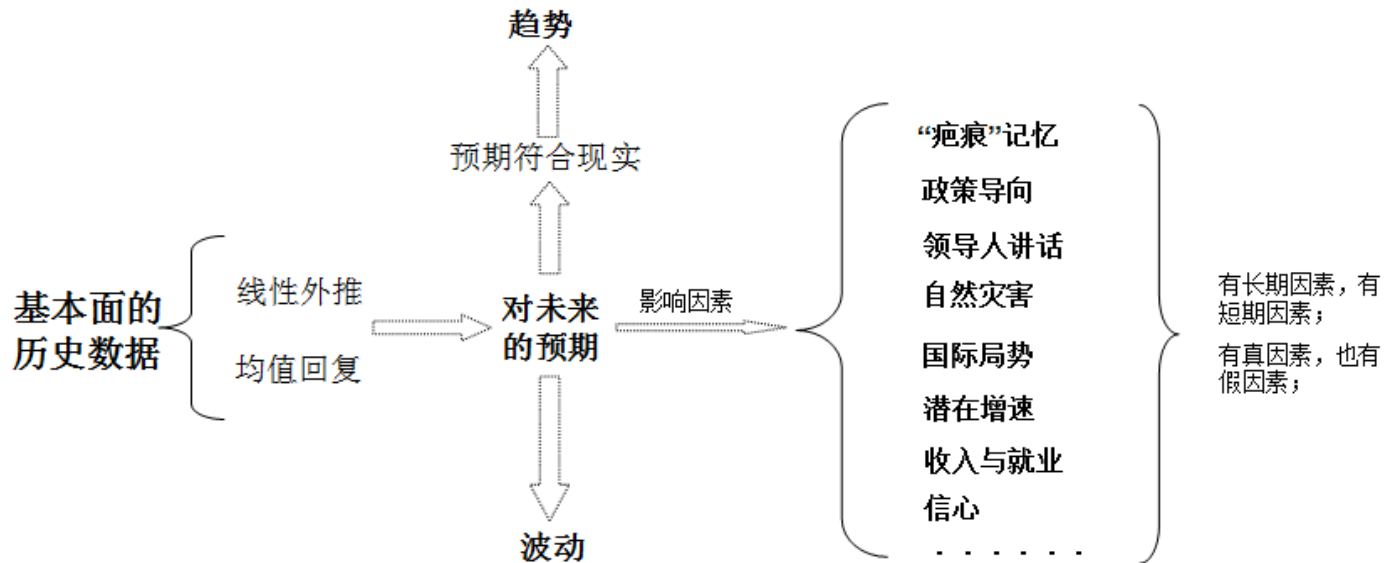 趋势
预期符合现实
基本面的
历史数据
线性外推
均值回复
对未来
的预期
影响因素
波动
“疤痕”记忆
政策导向
领导人讲话
自然灾害
国际局势
潜在增速
收入与就业
信心
. . . . . .
有长期因素，有
短期因素；
有真因素，也有
假因素；